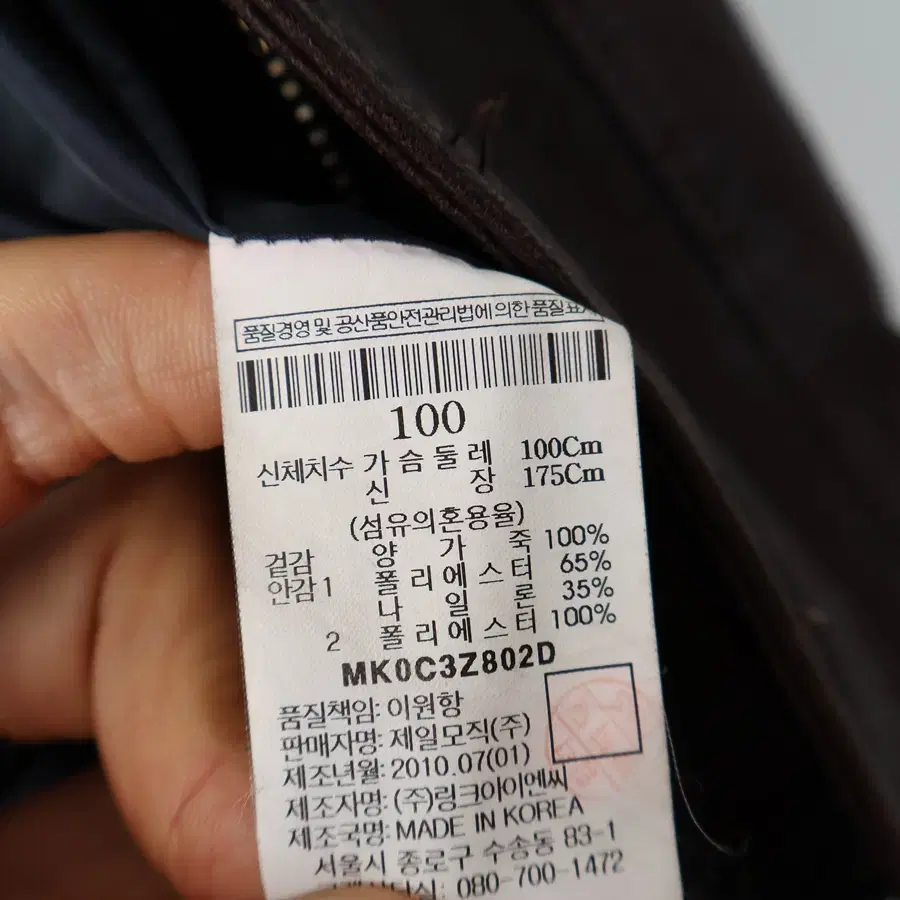 품질경영 및 공산품안전관리법에 의한 품질표시
100
신체치수 가 슴 둘 레 100Cm
신 장 175Cm
(섬유의혼용율)
겉감 양 가 죽 100%
안감1 폴 리 에 스 터 65%
나 일 론 35%
2 폴 리 에 스 터 100%
MK0C3Z802D
품질책임: 이원항
판매자명: 제일모직(주)
제조년월: 2010.07(01)
제조자명: (주)링크아이엔씨
제조국명: MADE IN KOREA
서울시 종로구 수송동 83-1
080-700-1472